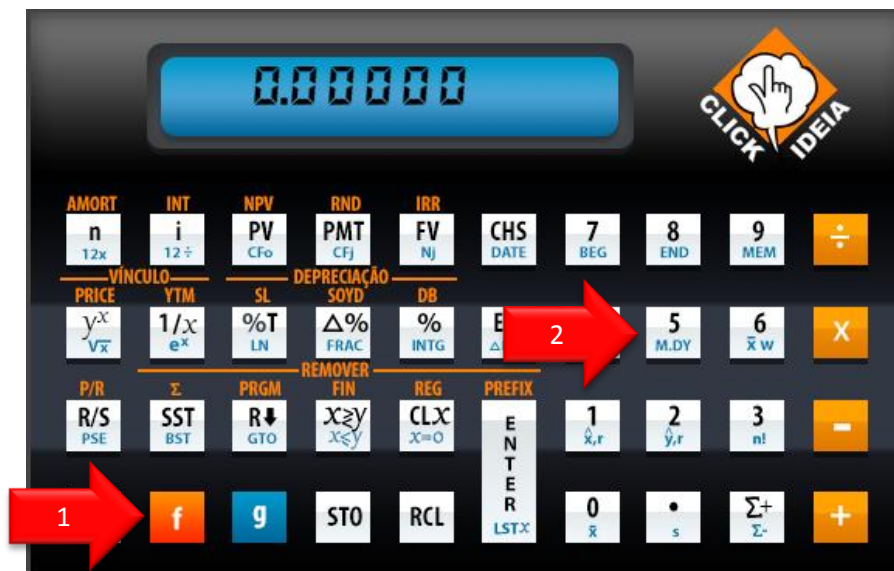 0.00000
CLICK IDEIA
AMORT INT NPV RND IRR
n i PV PMT FV CHS 7 8 9 ÷
12x 12÷ CFo CFj Nj DATE BEG END MEM
VÍNCULO DEPRECIAÇÃO
PRICE YTM SL SOYD DB
yˣ 1/x %T Δ% % 2 5 6 X
√x eˣ LN FRAC INTG M.DY x̄ w
REMOVER
P/R Σ PRGM FIN REG PREFIX
R/S SST R⬇ x≷y CLX ENTER 1 2 3 -
PSE BST GTO x≤y x=0 x̂,r ŷ,r n!
1 f g STO RCL 0 • Σ+ +
LSTX x̄ s Σ-